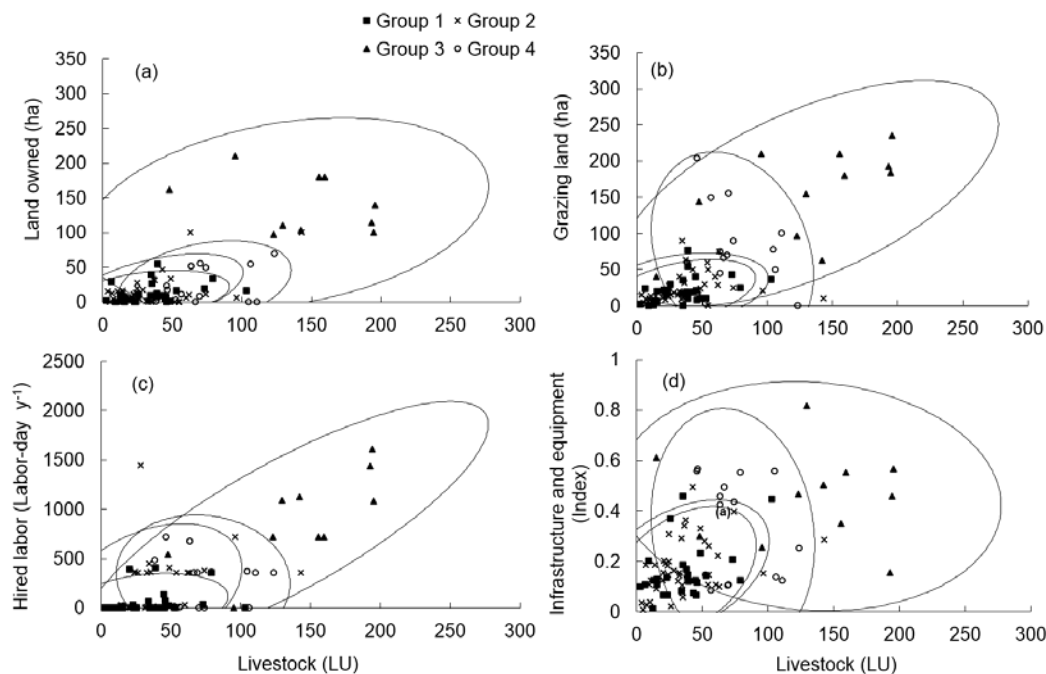 ■ Group 1 × Group 2
▲ Group 3 ○ Group 4
(a)
Land owned (ha)
350
300
250
200
150
100
50
0
0 50 100 150 200 250 300
(b)
Grazing land (ha)
350
300
250
200
150
100
50
0
0 50 100 150 200 250 300
(c)
Hired labor (Labor-day y⁻¹)
2500
2000
1500
1000
500
0
0 50 100 150 200 250 300
Livestock (LU)
(d)
Infrastructure and equipment
(Index)
1
0.8
0.6
0.4
0.2
0
(a)
0 50 100 150 200 250 300
Livestock (LU)